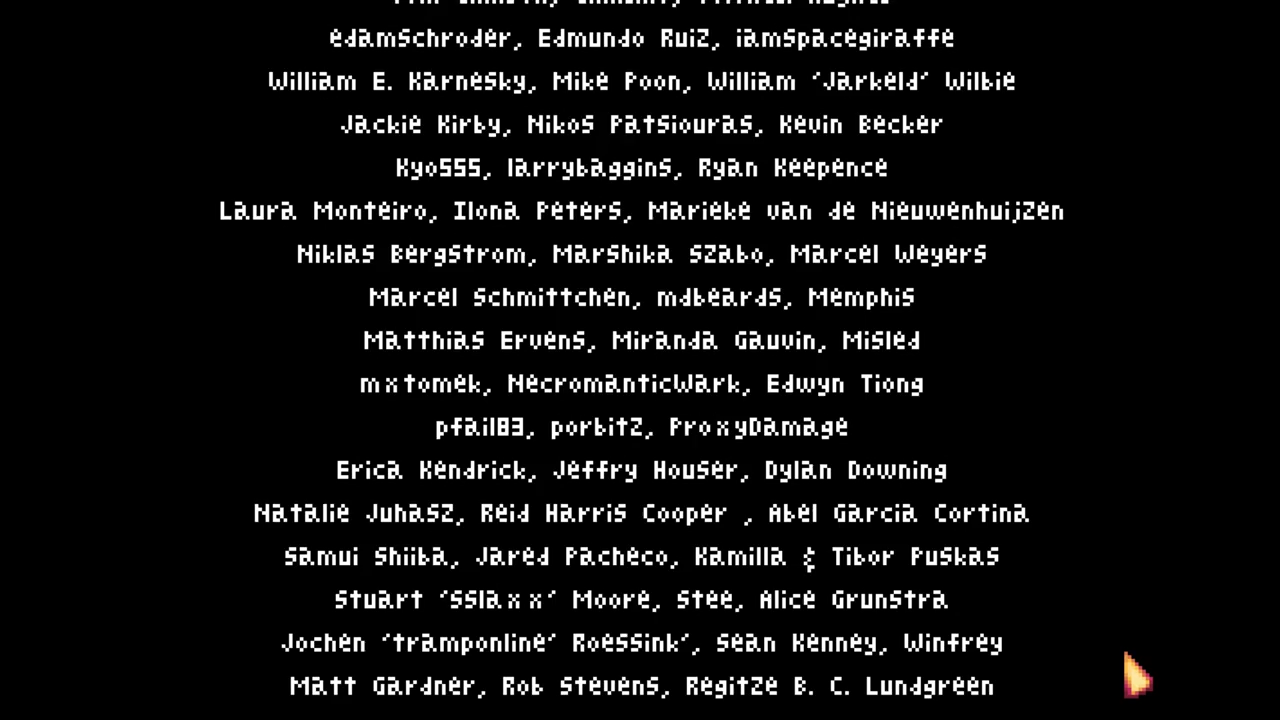 edamschroder, Edmundo Ruiz, iamspacegiraffe
William E. Karnesky, Mike Poon, William 'Jarkeld' Wilbie
Jackie Kirby, Nikos Patsiouras, Kevin Becker
Kyo555, larrybaggins, Ryan Keepence
Laura Monteiro, Ilona Peters, Marieke van de Nieuwenhuijzen
Niklas Bergstrom, Marshika Szabo, Marcel Weyers
Marcel Schmittchen, mdbeards, Memphis
Matthias Ervens, Miranda Gauvin, Misled
mxtomek, NecromanticWark, Edwyn Tiong
pfail83, porbitz, ProxyDamage
Erica Kendrick, Jeffry Houser, Dylan Downing
Natalie Juhasz, Reid Harris Cooper , Abel Garcia Cortina
Samui Shiiba, Jared Pacheco, Kamilla & Tibor Puskas
Stuart 'SSlaxx' Moore, Stee, Alice Grunstra
Jochen 'tramponline' Roessink', Sean Kenney, Winfrey
Matt Gardner, Rob Stevens, Regitze B. C. Lundgreen